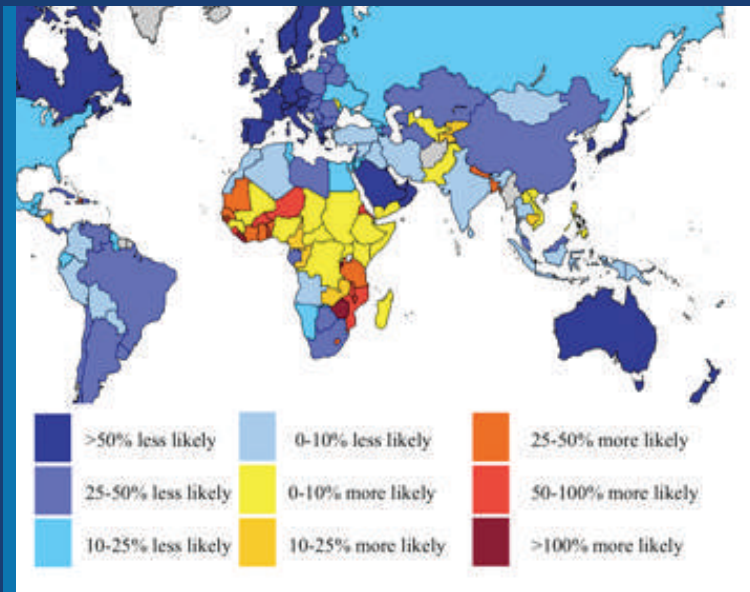 >50% less likely
0-10% less likely
25-50% more likely
25-50% less likely
0-10% more likely
50-100% more likely
10-25% less likely
10-25% more likely
>100% more likely